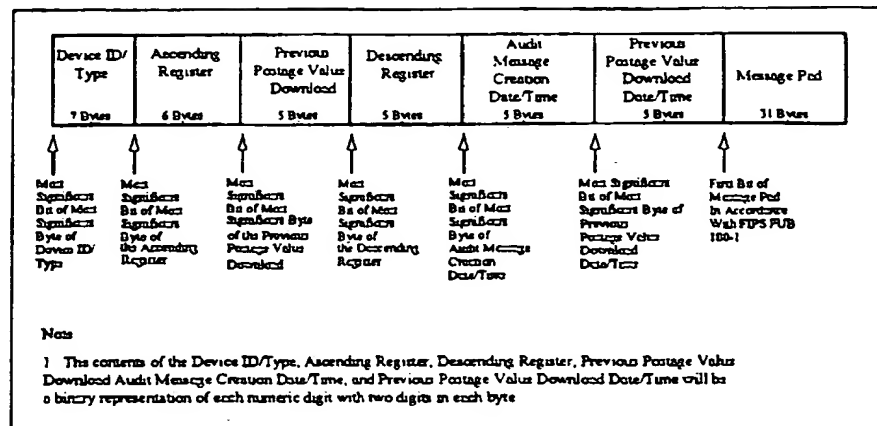 Device ID/
Type
7 Bytes
Ascending
Register
6 Bytes
Previous
Postage Value
Download
5 Bytes
Descending
Register
5 Bytes
Audit
Message
Creation
Date/Time
5 Bytes
Previous
Postage Value
Download
Date/Time
5 Bytes
Message Pad
31 Bytes
Most
Significant
Bit of Most
Significant
Byte of
Device ID/
Type
Most
Significant
Bit of Most
Significant
Byte of
the Ascending
Register
Most
Significant
Bit of Most
Significant Byte
of the Previous
Postage Value
Download
Most
Significant
Bit of Most
Significant
Byte of
the Descending
Register
Most
Significant
Bit of Most
Significant
Byte of
Audit Message
Creation
Date/Time
Most Significant
Bit of Most
Significant Byte of
Previous
Postage Value
Download
Date/Time
First Bit of
Message Pad
In Accordance
With FIPS PUB
180-1
Note
1 The contents of the Device ID/Type, Ascending Register, Descending Register, Previous Postage Value
Download Audit Message Creation Date/Time, and Previous Postage Value Download Date/Time will be
a binary representation of each numeric digit with two digits in each byte